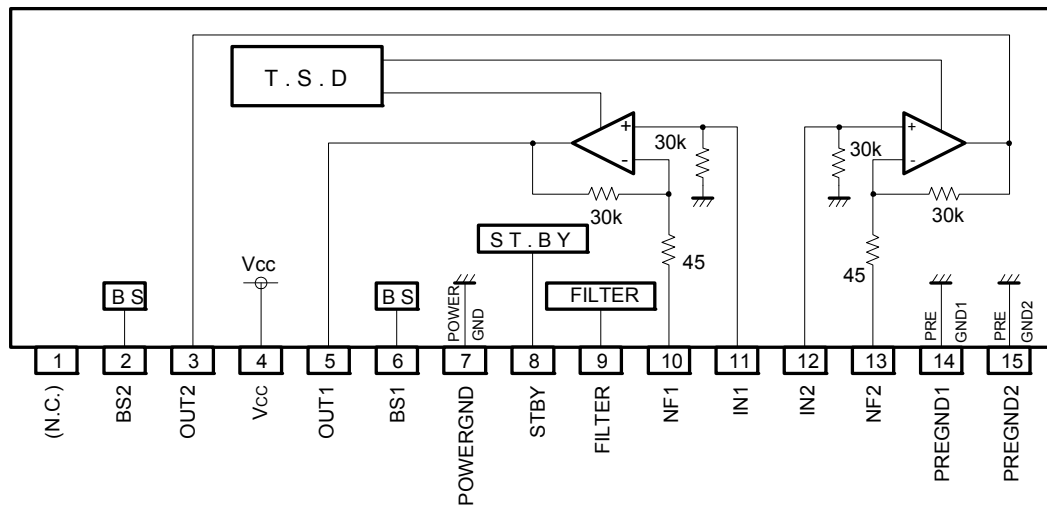 T . S . D
+
-
30k
30k
45
+
-
30k
30k
45
ST.BY
Vcc
BS
BS
POWER
GND
FILTER
PRE
GND1
PRE
GND2
1
2
3
4
5
6
7
8
9
10
11
12
13
14
15
(N.C.)
BS2
OUT2
Vcc
OUT1
BS1
POWERGND
STBY
FILTER
NF1
IN1
IN2
NF2
PREGND1
PREGND2